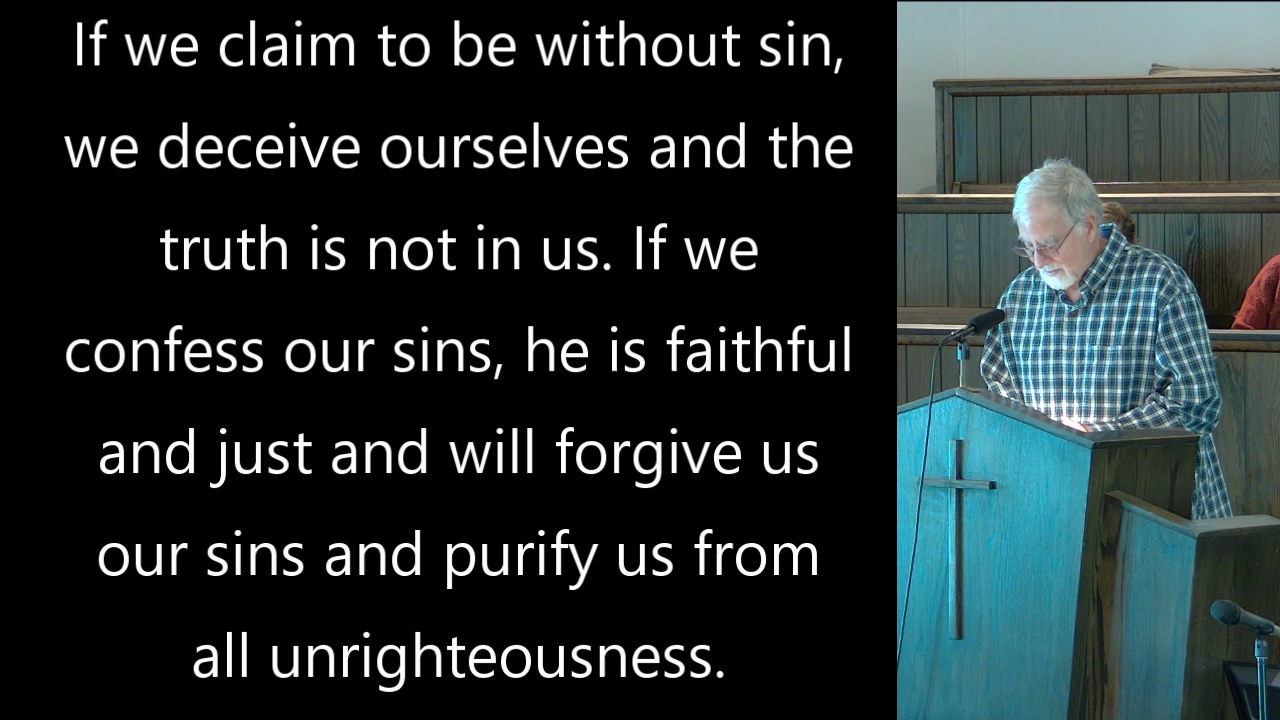 If we claim to be without sin,
we deceive ourselves and the
truth is not in us. If we
confess our sins, he is faithful
and just and will forgive us
our sins and purify us from
all unrighteousness.